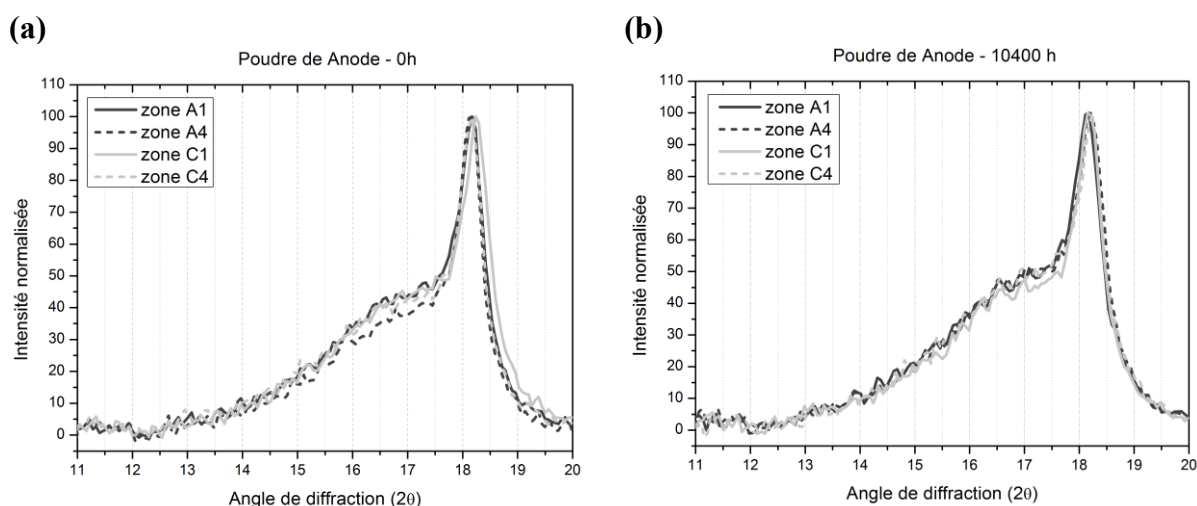 (a)
Poudre de Anode - 0h
110
100
90
80
70
60
50
40
30
20
10
0
Intensité normalisée
zone A1
zone A4
zone C1
zone C4
11 12 13 14 15 16 17 18 19 20
Angle de diffraction (2θ)
(b)
Poudre de Anode - 10400 h
110
100
90
80
70
60
50
40
30
20
10
0
Intensité normalisée
zone A1
zone A4
zone C1
zone C4
11 12 13 14 15 16 17 18 19 20
Angle de diffraction (2θ)